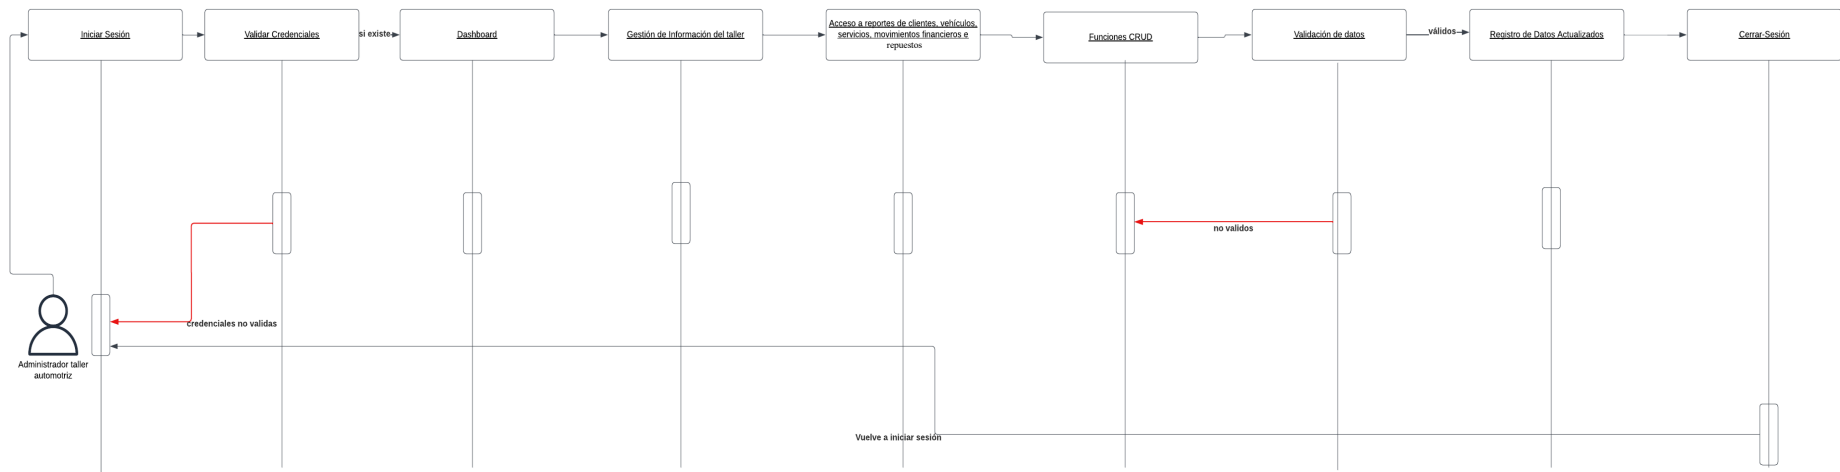 Iniciar Sesión
Validar Credenciales
si existe
Dashboard
Gestión de Información del taller
Acceso a reportes de clientes, vehículos,
servicios, movimientos financieros e
repuestos
Funciones CRUD
Validación de datos
válidos
Registro de Datos Actualizados
Cerrar-Sesión
no validos
credenciales no validas
Administrador taller
automotriz
Vuelve a iniciar sesión